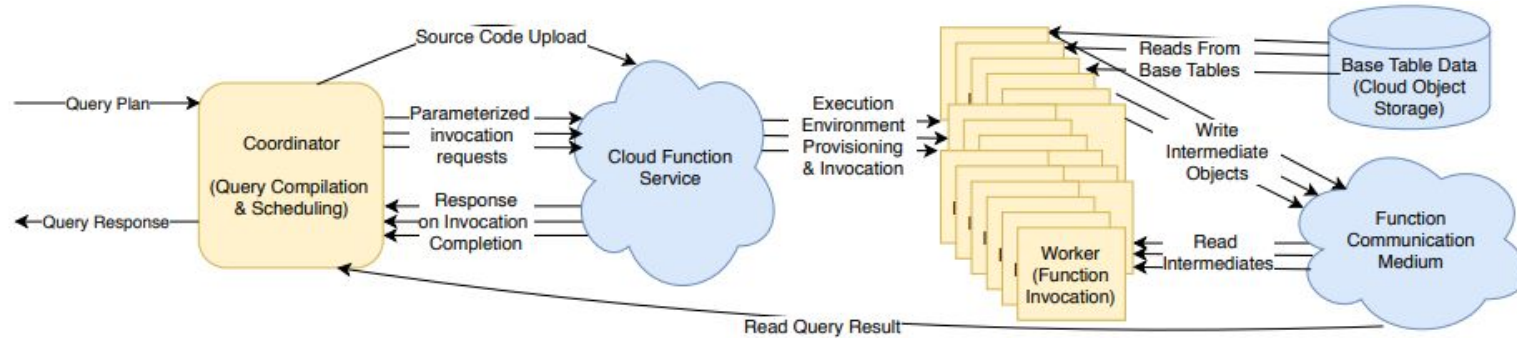 Source Code Upload
Query Plan
Query Response
Coordinator
(Query Compilation
& Scheduling)
Parameterized
invocation
requests
Response
on Invocation
Completion
Cloud Function
Service
Execution
Environment
Provisioning
& Invocation
Reads From
Base Tables
Base Table Data
(Cloud Object
Storage)
Write
Intermediate
Objects
Worker
(Function
Invocation)
Read
Intermediates
Function
Communication
Medium
Read Query Result